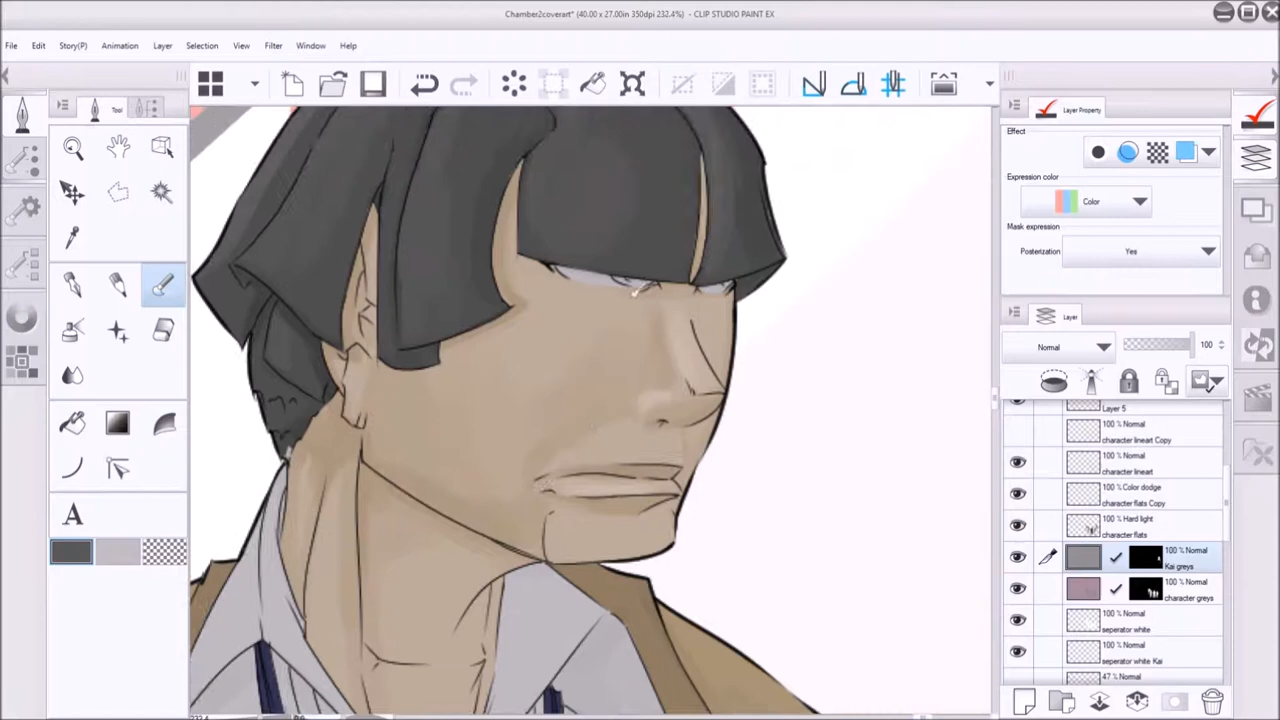 Chamber2coverart* (40.00 x 27.00in 350dpi 232.4%) - CLIP STUDIO PAINT EX
File Edit Story(P) Animation Layer Selection View Filter Window Help
Tool
Layer Property
Effect
Expression color
Color
Mask expression
Posterization Yes
Layer
Normal 100
Layer 5
100 % Normal
character lineart Copy
100 % Normal
character lineart
100 % Color dodge
character flats Copy
100 % Hard light
character flats
100 % Normal
Kai greys
100 % Normal
character greys
100 % Normal
seperator white
100 % Normal
seperator white Kai
47 % Normal
A
232.4